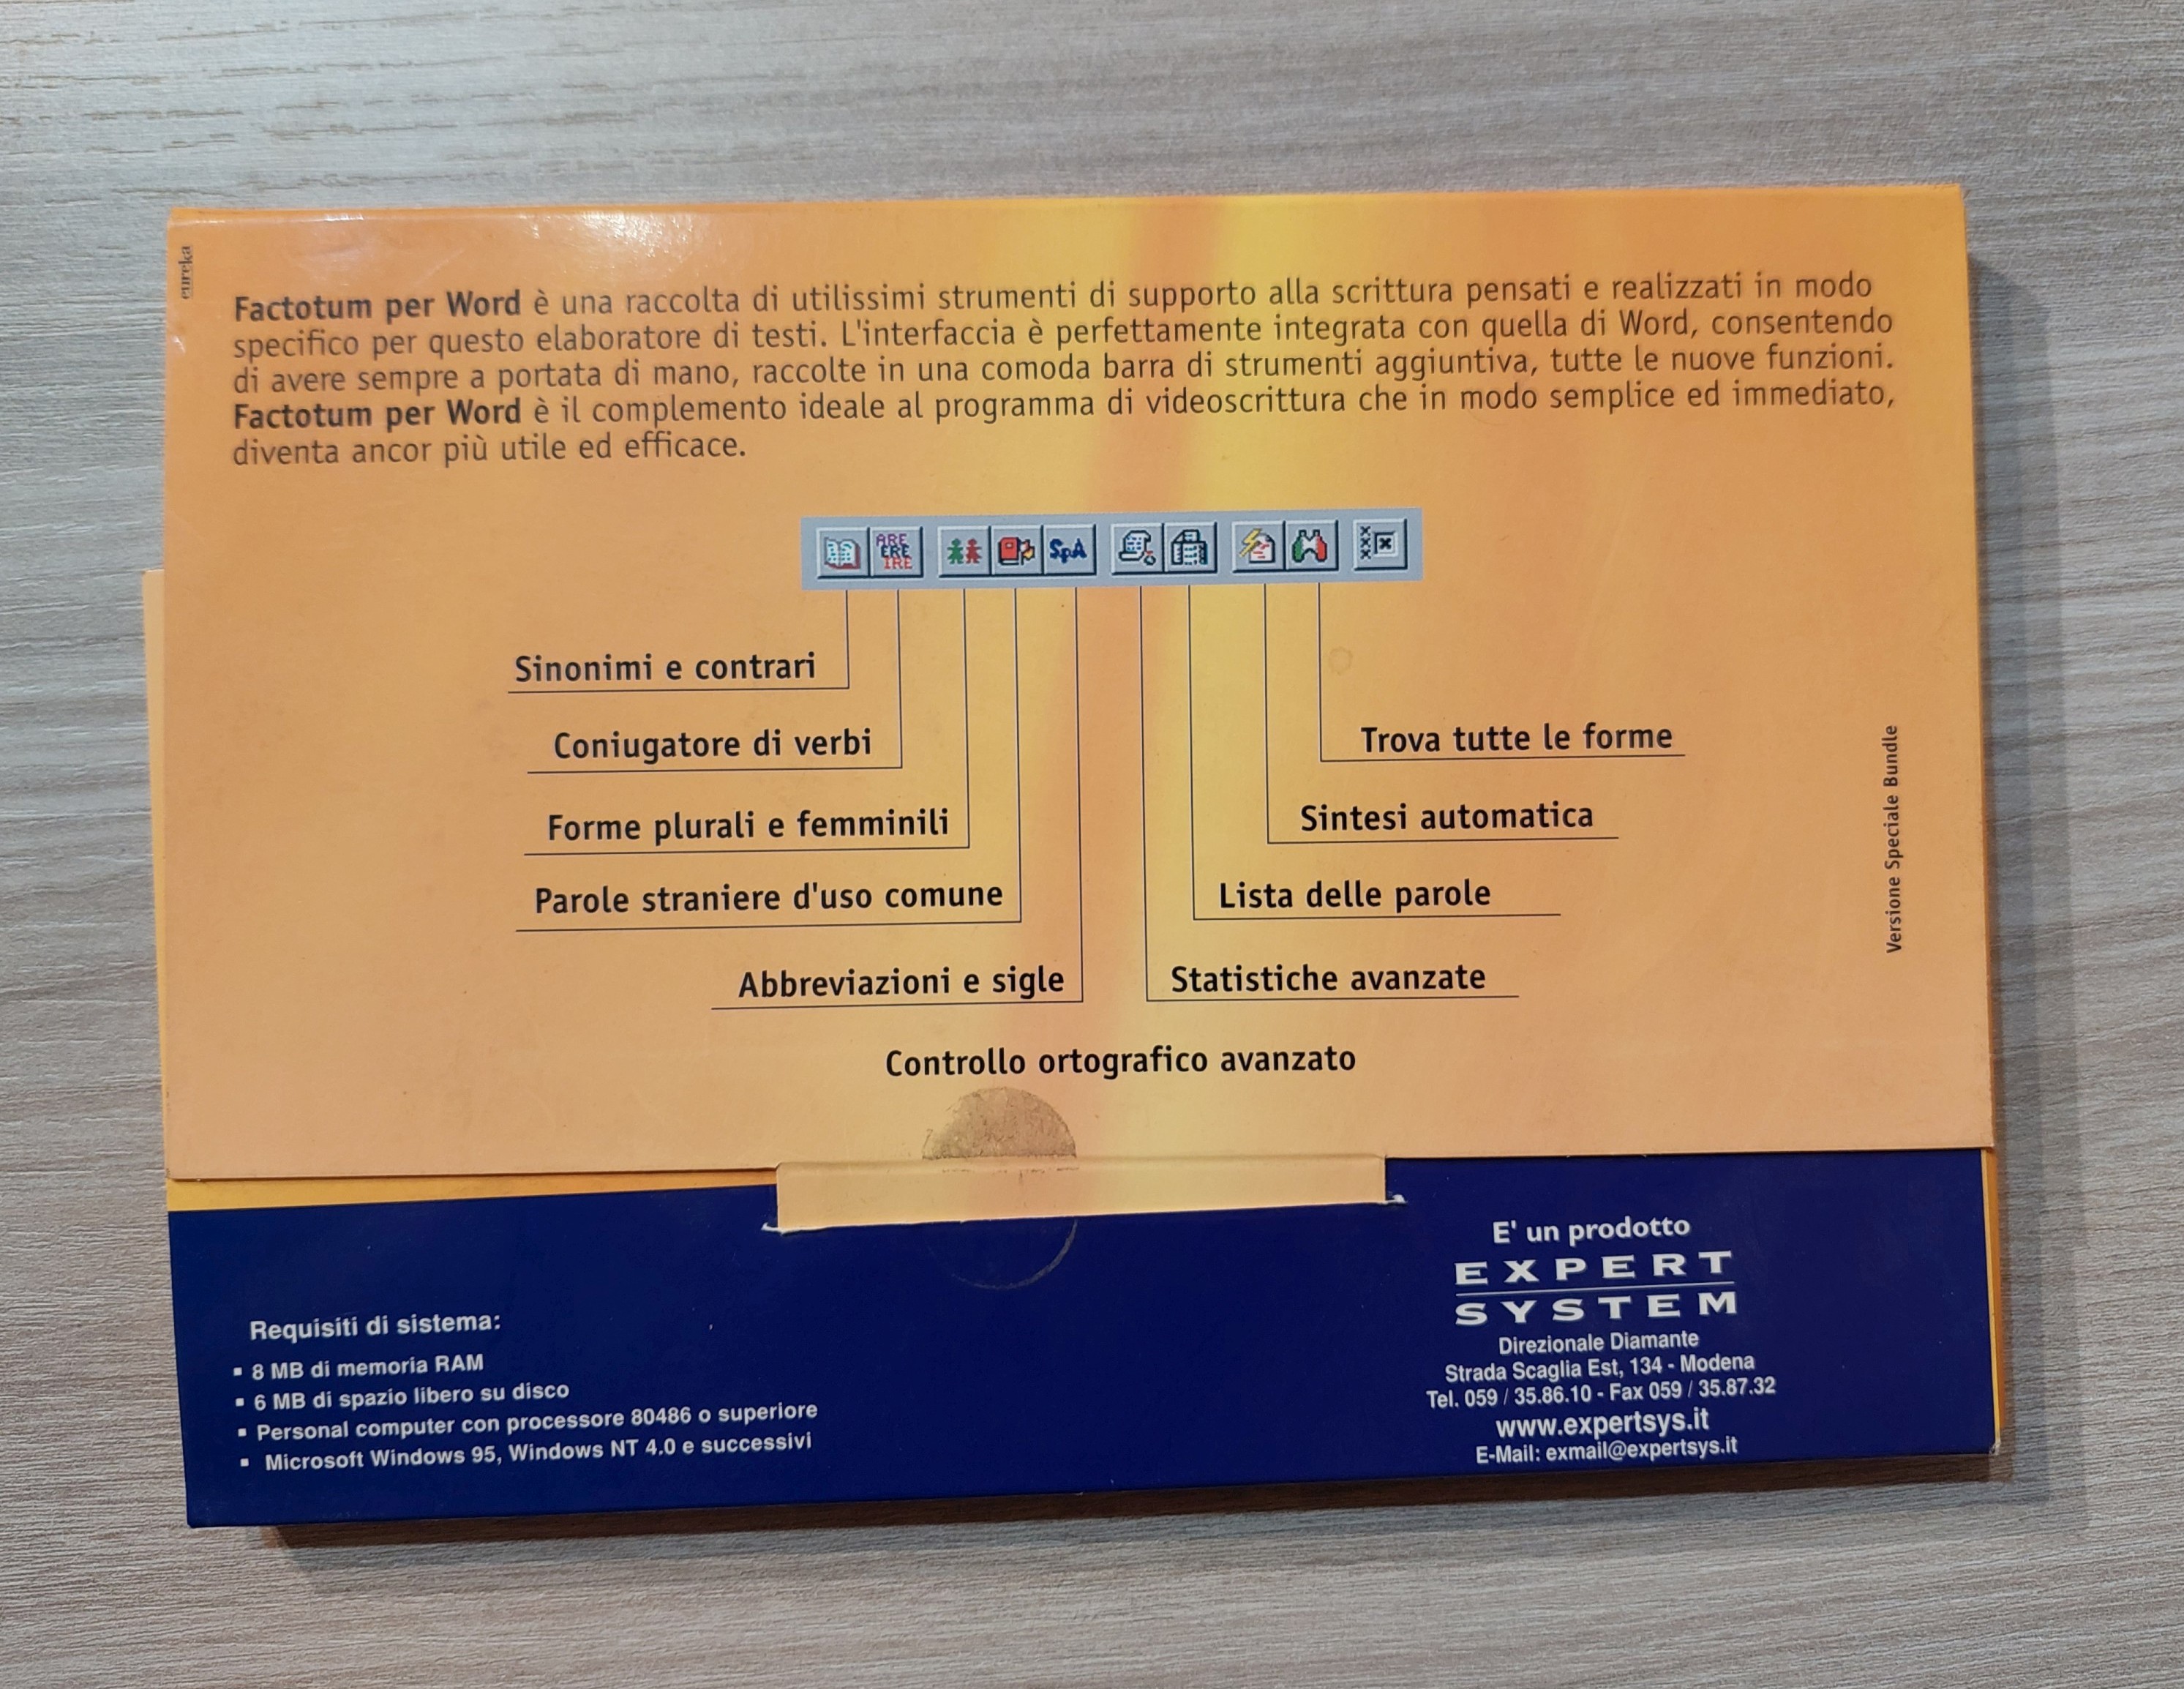 eureka
Factotum per Word è una raccolta di utilissimi strumenti di supporto alla scrittura pensati e realizzati in modo
specifico per questo elaboratore di testi. L'interfaccia è perfettamente integrata con quella di Word, consentendo
di avere sempre a portata di mano, raccolte in una comoda barra di strumenti aggiuntiva, tutte le nuove funzioni.
Factotum per Word è il complemento ideale al programma di videoscrittura che in modo semplice ed immediato,
diventa ancor più utile ed efficace.
ARE
ERE
IRE
SpA
Sinonimi e contrari
Coniugatore di verbi
Forme plurali e femminili
Parole straniere d'uso comune
Abbreviazioni e sigle
Trova tutte le forme
Sintesi automatica
Lista delle parole
Statistiche avanzate
Controllo ortografico avanzato
Versione Speciale Bundle
Requisiti di sistema:
▪ 8 MB di memoria RAM
▪ 6 MB di spazio libero su disco
▪ Personal computer con processore 80486 o superiore
▪ Microsoft Windows 95, Windows NT 4.0 e successivi
E' un prodotto
EXPERT
SYSTEM
Direzionale Diamante
Strada Scaglia Est, 134 - Modena
Tel. 059 / 35.86.10 - Fax 059 / 35.87.32
www.expertsys.it
E-Mail: exmail@expertsys.it